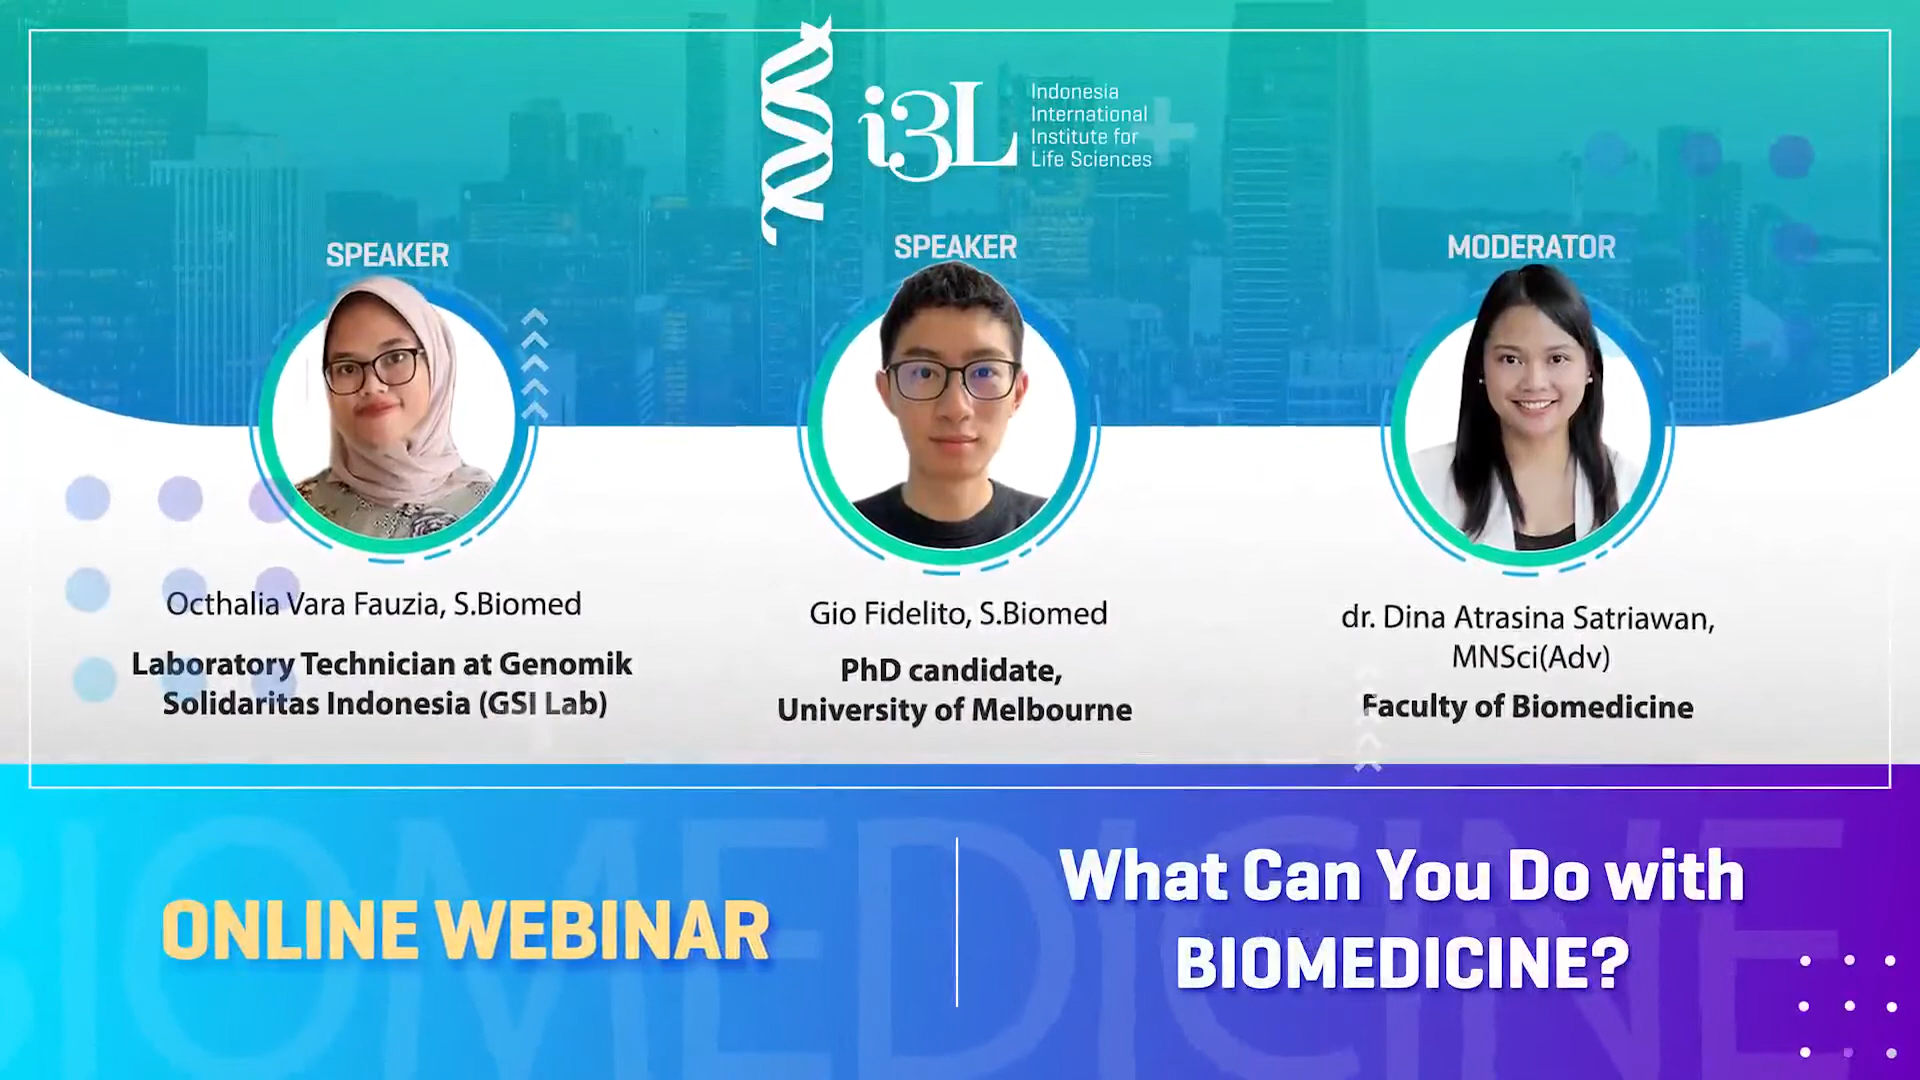 i3L
Indonesia
International
Institute for
Life Sciences
SPEAKER
Octhalia Vara Fauzia, S.Biomed
Laboratory Technician at Genomik
Solidaritas Indonesia (GSI Lab)
SPEAKER
Gio Fidelito, S.Biomed
PhD candidate,
University of Melbourne
MODERATOR
dr. Dina Atrasina Satriawan,
MNSci(Adv)
Faculty of Biomedicine
ONLINE WEBINAR
What Can You Do with
BIOMEDICINE?
BIOMEDICINE